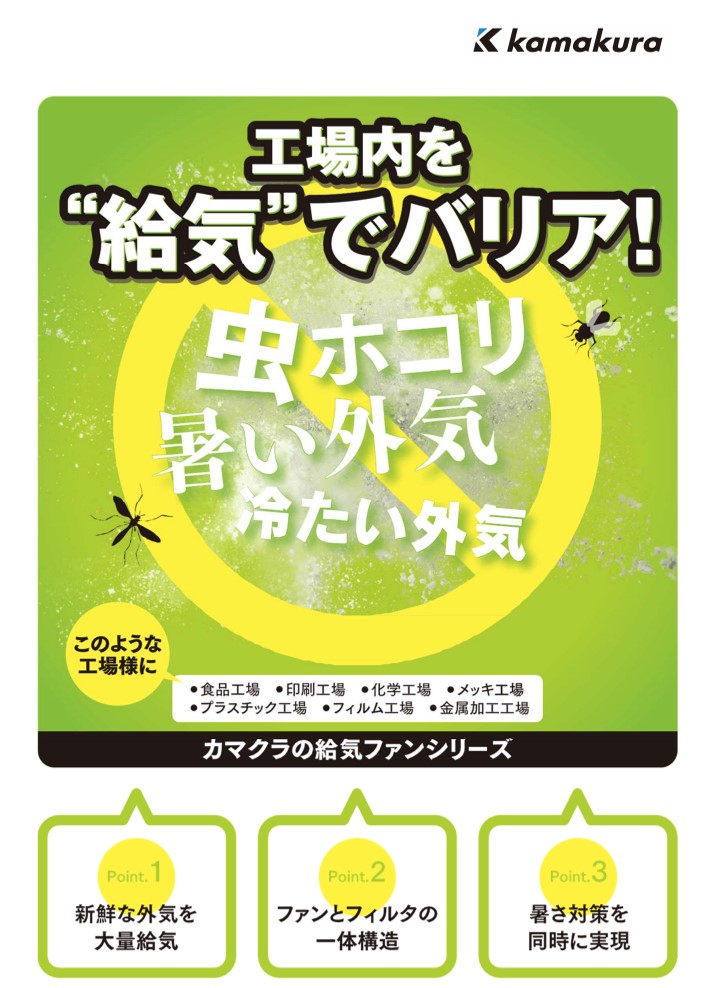 kamakura
工場内を
“給気”でバリア!
虫ホコリ
暑い外気
冷たい外気
このような
工場様に
●食品工場 ●印刷工場 ●化学工場 ●メッキ工場
●プラスチック工場 ●フィルム工場 ●金属加工工場
カマクラの給気ファンシリーズ
Point.1
新鮮な外気を
大量給気
Point.2
ファンとフィルタの
一体構造
Point.3
暑さ対策を
同時に実現